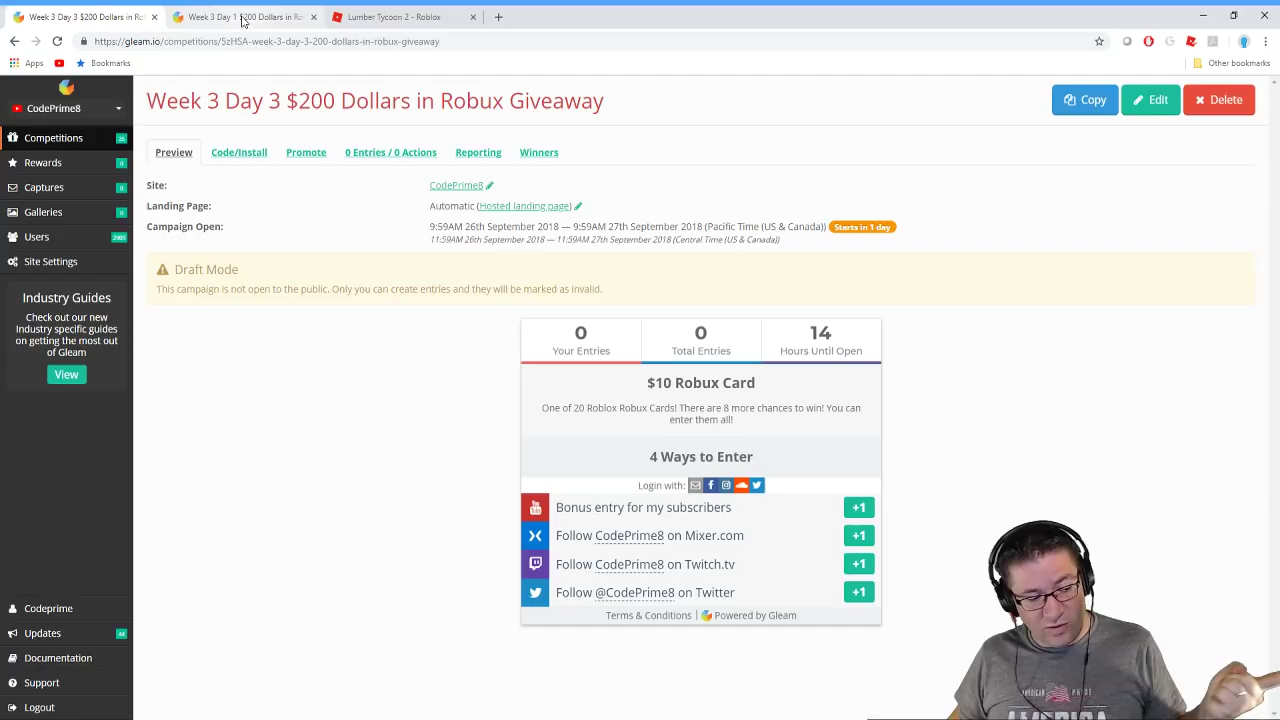 Week 3 Day 3 $200 Dollars in Ro
Week 3 Day 1 $200 Dollars in Ro
Lumber Tycoon 2 - Roblox
https://gleam.io/competitions/5zHSA-week-3-day-3-200-dollars-in-robux-giveaway
Apps
Bookmarks
Other bookmarks
CodePrime8
Competitions 25
Rewards 0
Captures 0
Galleries 0
Users
Site Settings
Industry Guides
Check out our new
Industry specific guides
on getting the most out
of Gleam
View
Codeprime
Updates 44
Documentation
Support
Logout
Week 3 Day 3 $200 Dollars in Robux Giveaway
Copy
Edit
Delete
Preview
Code/Install
Promote
0 Entries / 0 Actions
Reporting
Winners
Site: CodePrime8
Landing Page: Automatic (Hosted landing page)
Campaign Open: 9:59AM 26th September 2018 — 9:59AM 27th September 2018 (Pacific Time (US & Canada)) Starts in 1 day
11:59AM 26th September 2018 — 11:59AM 27th September 2018 (Central Time (US & Canada))
Draft Mode
This campaign is not open to the public. Only you can create entries and they will be marked as invalid.
0 0 14
Your Entries Total Entries Hours Until Open
$10 Robux Card
One of 20 Roblox Robux Cards! There are 8 more chances to win! You can
enter them all!
4 Ways to Enter
Login with:
Bonus entry for my subscribers +1
Follow CodePrime8 on Mixer.com +1
Follow CodePrime8 on Twitch.tv +1
Follow @CodePrime8 on Twitter +1
Terms & Conditions | Powered by Gleam
AMERICAN PRIDE
AMERICA